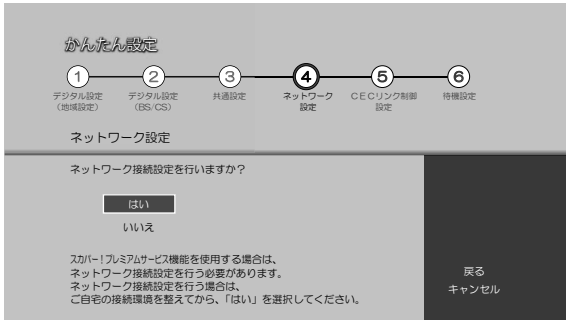 かんたん設定
1 2 3 4 5 6
デジタル設定 デジタル設定 共通設定 ネットワーク CECリンク制御 待機設定
(地域設定) (BS/CS) 設定 設定
ネットワーク設定
ネットワーク接続設定を行いますか?
はい
いいえ
スカパー!プレミアムサービス機能を使用する場合は、
ネットワーク接続設定を行う必要があります。
ネットワーク接続設定を行う場合は、
ご自宅の接続環境を整えてから、「はい」を選択してください。
戻る
キャンセル